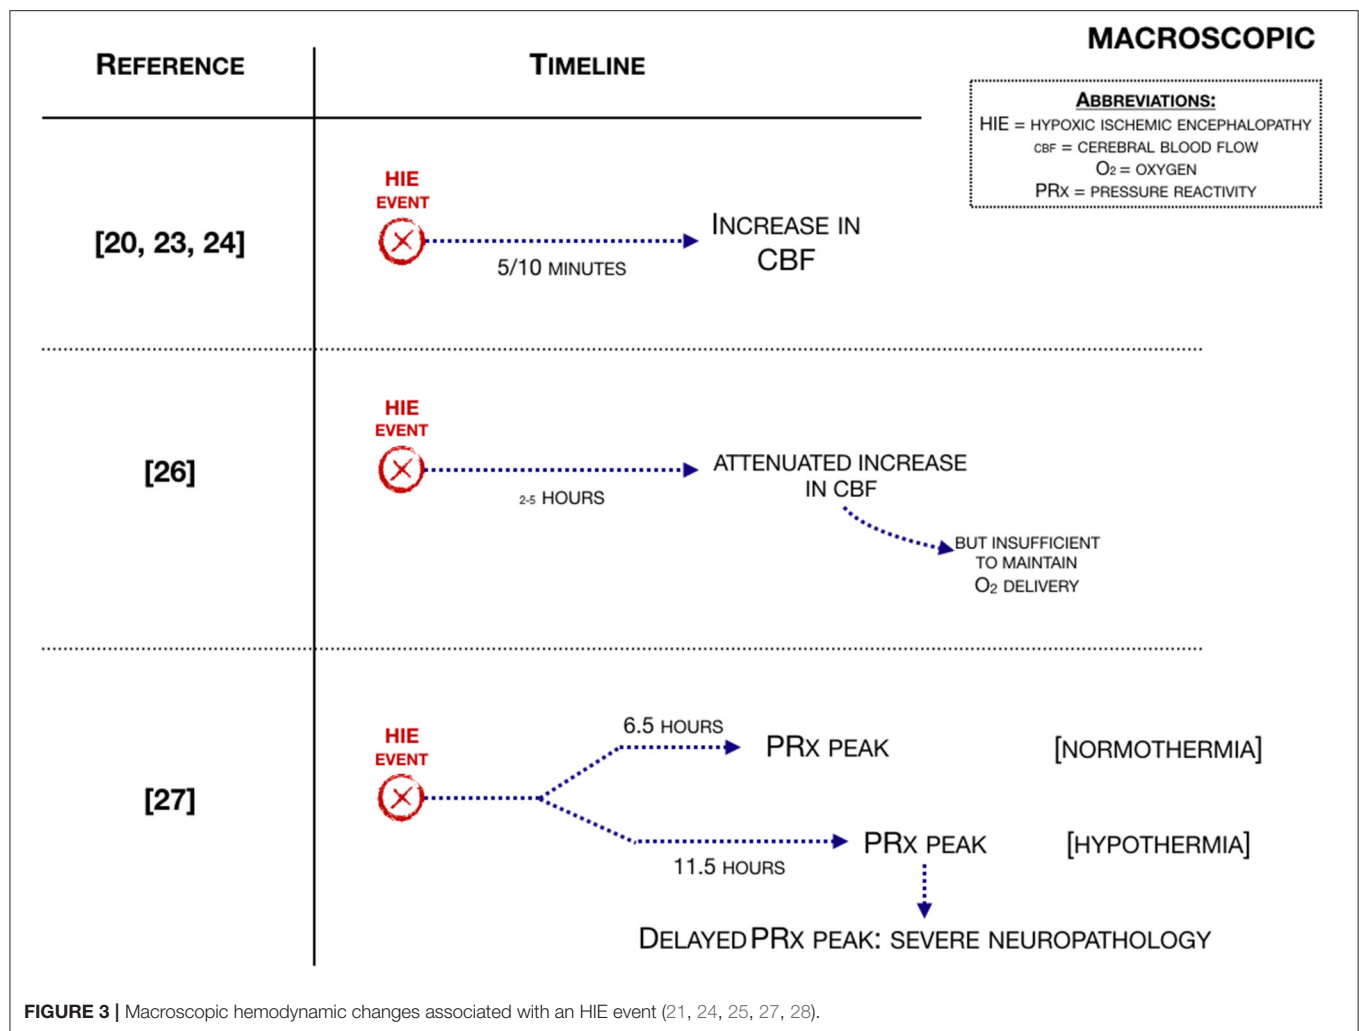 MACROSCOPIC
REFERENCE
TIMELINE
ABBREVIATIONS:
HIE = HYPOXIC ISCHEMIC ENCEPHALOPATHY
CBF = CEREBRAL BLOOD FLOW
O2 = OXYGEN
PRX = PRESSURE REACTIVITY
[20, 23, 24]
HIE
EVENT
5/10 MINUTES
INCREASE IN
CBF
[26]
HIE
EVENT
2-5 HOURS
ATTENUATED INCREASE
IN CBF
BUT INSUFFICIENT
TO MAINTAIN
O2 DELIVERY
[27]
HIE
EVENT
6.5 HOURS
PRX PEAK
[NORMOTHERMIA]
11.5 HOURS
PRX PEAK
[HYPOTHERMIA]
DELAYED PRX PEAK: SEVERE NEUROPATHOLOGY
FIGURE 3 | Macroscopic hemodynamic changes associated with an HIE event (21, 24, 25, 27, 28).